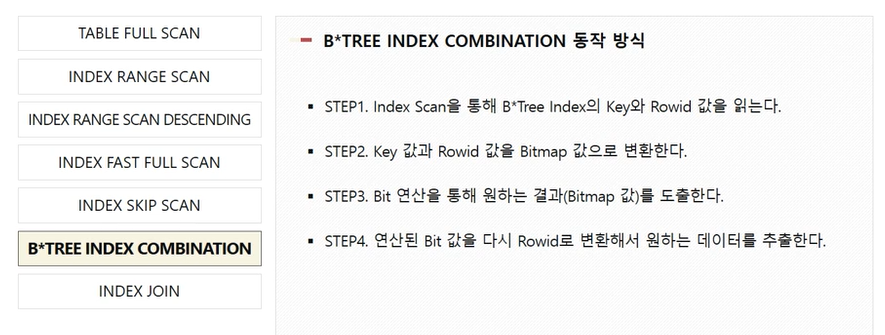 TABLE FULL SCAN
INDEX RANGE SCAN
INDEX RANGE SCAN DESCENDING
INDEX FAST FULL SCAN
INDEX SKIP SCAN
B*TREE INDEX COMBINATION
INDEX JOIN
B*TREE INDEX COMBINATION 동작 방식
▪ STEP1. Index Scan을 통해 B*Tree Index의 Key와 Rowid 값을 읽는다.
▪ STEP2. Key 값과 Rowid 값을 Bitmap 값으로 변환한다.
▪ STEP3. Bit 연산을 통해 원하는 결과(Bitmap 값)를 도출한다.
▪ STEP4. 연산된 Bit 값을 다시 Rowid로 변환해서 원하는 데이터를 추출한다.